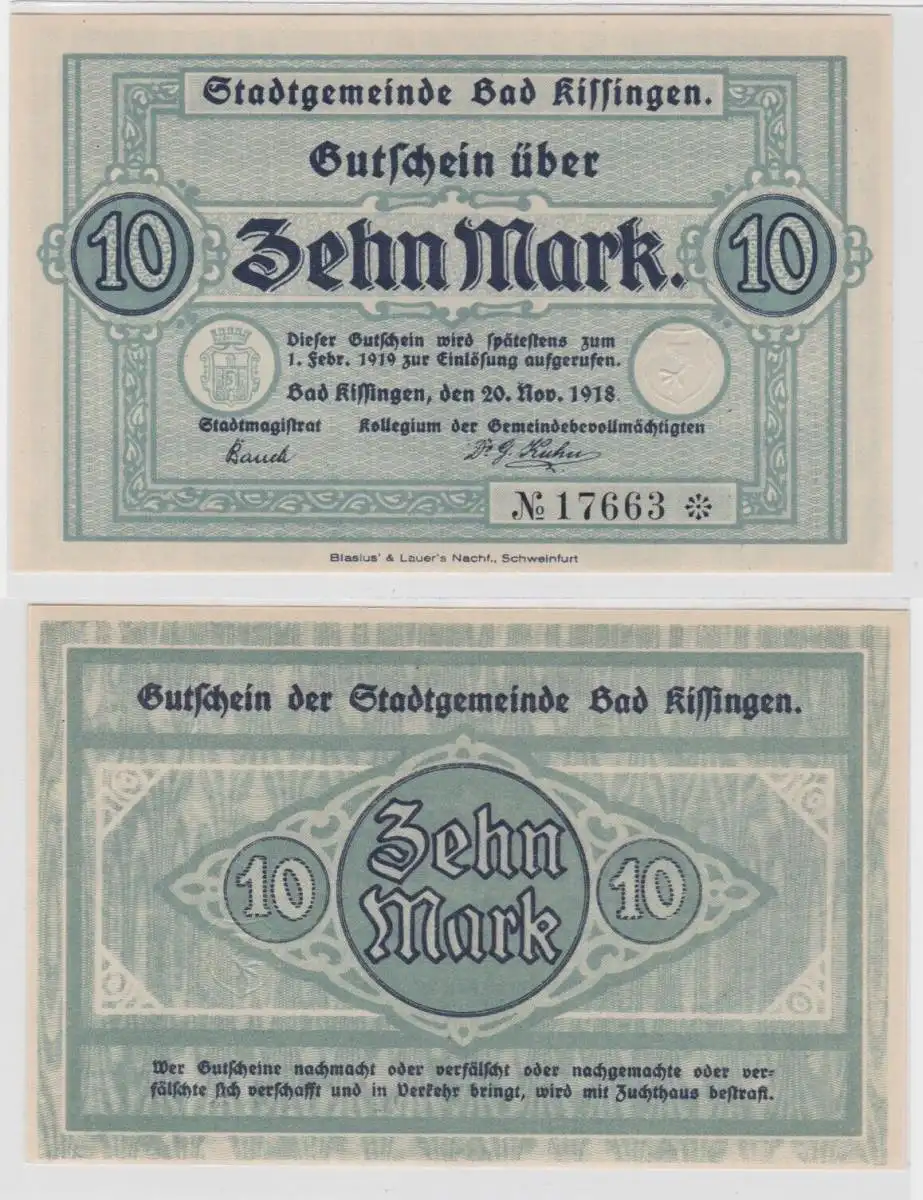 Stadtgemeinde Bad Kissingen.
Gutschein über
10 Zehn Mark. 10
Dieser Gutschein wird spätestens zum
1. Febr. 1919 zur Einlösung aufgerufen.
Bad Kissingen, den 20. Nov. 1918.
Stadtmagistrat Kollegium der Gemeindebevollmächtigten
Bauch Dr. G. Kuhn
№ 17663 ❊
Blasius' & Lauer's Nachf., Schweinfurt
Gutschein der Stadtgemeinde Bad Kissingen.
10 Zehn Mark 10
Wer Gutscheine nachmacht oder verfälscht oder nachgemachte oder ver=
fälschte sich verschafft und in Verkehr bringt, wird mit Zuchthaus bestraft.